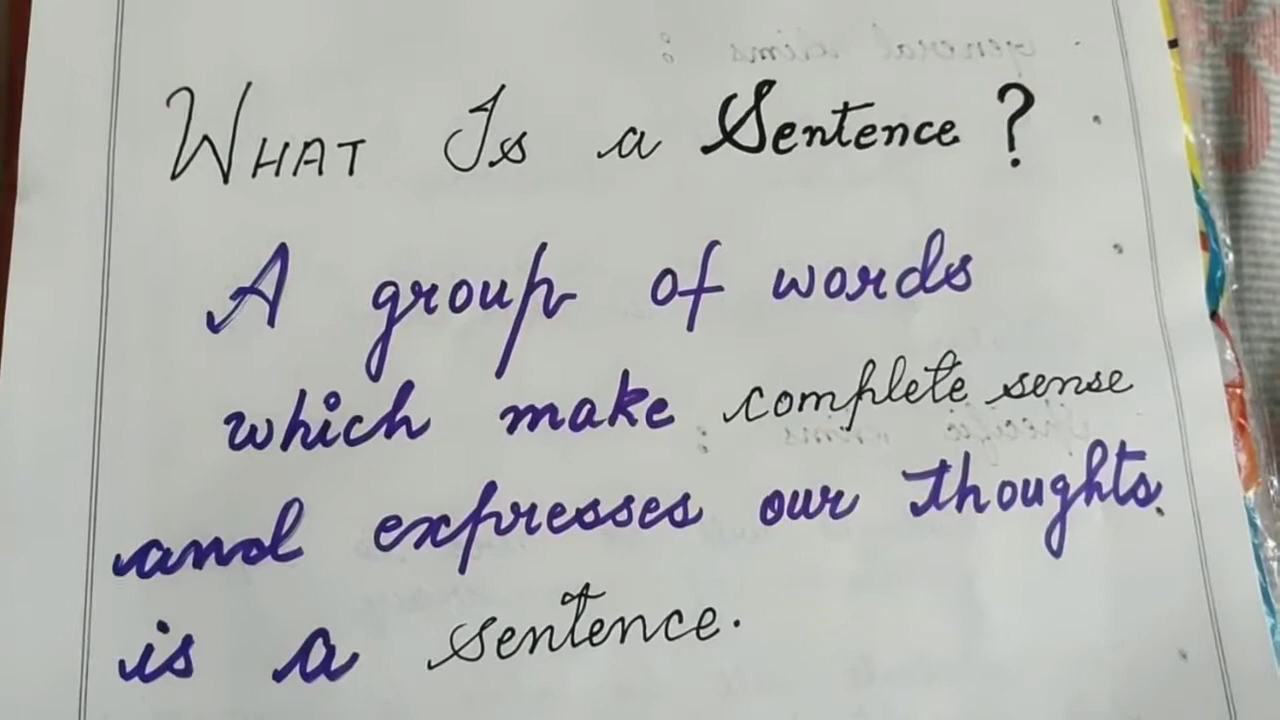 WHAT Is a Sentence ?
A group of words
which make complete sense
and expresses our thoughts.
is a sentence.